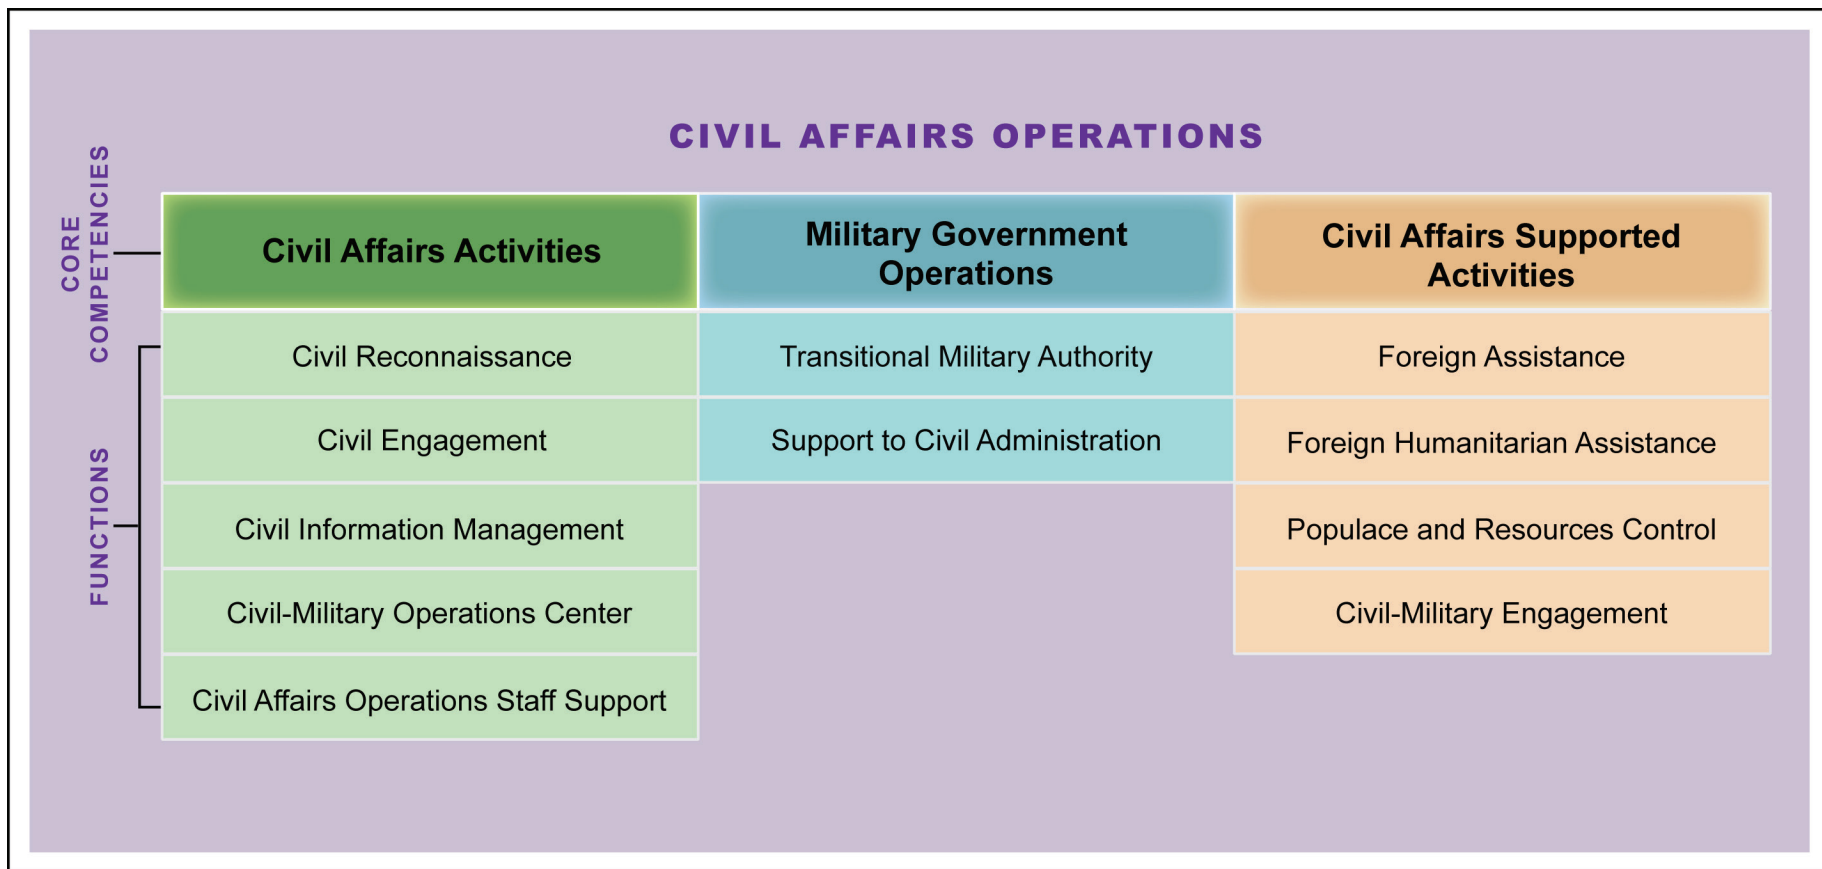 CIVIL AFFAIRS OPERATIONS
CORE
COMPETENCIES
Civil Affairs Activities
Military Government
Operations
Civil Affairs Supported
Activities
FUNCTIONS
Civil Reconnaissance
Transitional Military Authority
Foreign Assistance
Civil Engagement
Support to Civil Administration
Foreign Humanitarian Assistance
Civil Information Management
Populace and Resources Control
Civil-Military Operations Center
Civil-Military Engagement
Civil Affairs Operations Staff Support